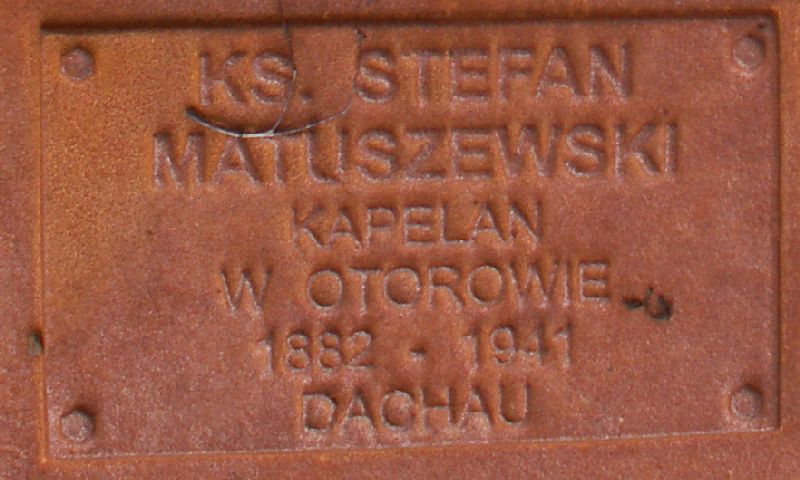 KS. STEFAN
MATUSZEWSKI
KAPELAN
W OTOROWIE
1882 - 1941
DACHAU